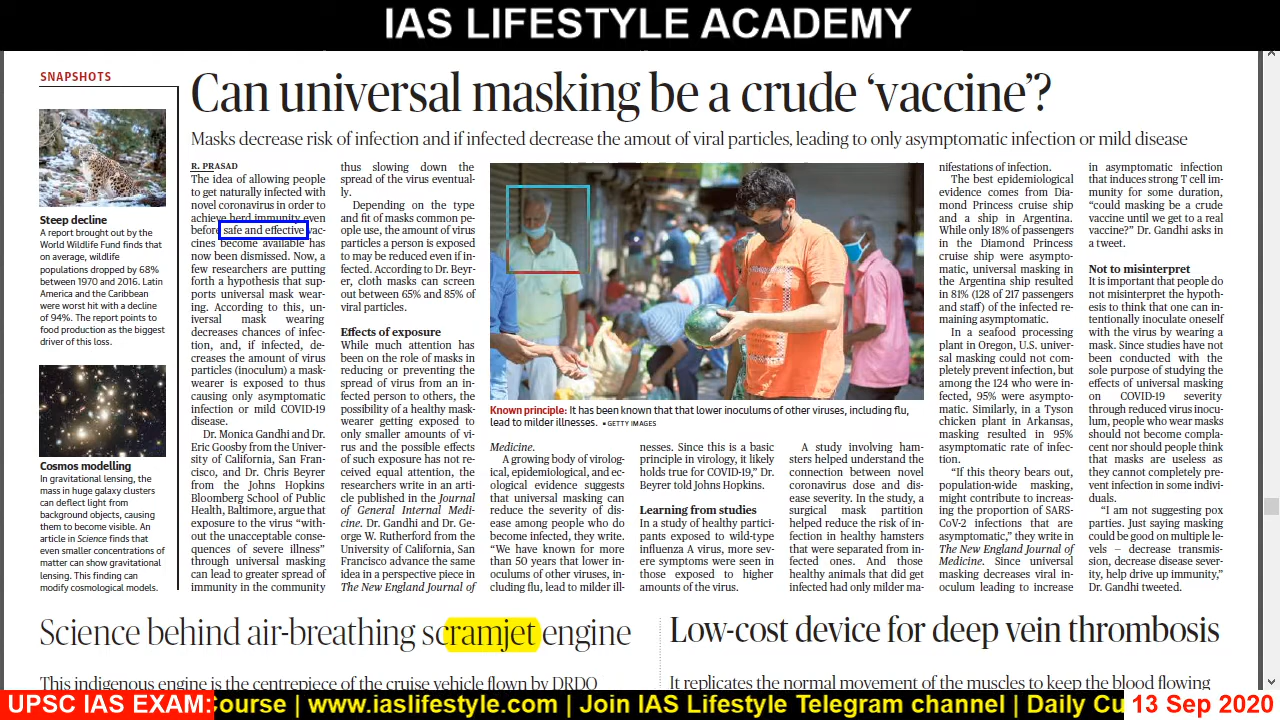 IAS LIFESTYLE ACADEMY
SNAPSHOTS
Steep decline
A report brought out by the
World Wildlife Fund finds that
on average, wildlife
populations dropped by 68%
between 1970 and 2016. Latin
America and the Caribbean
were worst hit with a decline
of 94%. The report points to
food production as the biggest
driver of this loss.
Cosmos modelling
In gravitational lensing, the
mass in huge galaxy clusters
can deflect light from
background objects, causing
them to become visible. An
article in Science finds that
even smaller concentrations of
matter can show gravitational
lensing. This finding can
modify cosmological models.
Can universal masking be a crude ‘vaccine’?
Masks decrease risk of infection and if infected decrease the amout of viral particles, leading to only asymptomatic infection or mild disease
R. PRASAD
The idea of allowing people
to get naturally infected with
novel coronavirus in order to
achieve herd immunity even
before safe and effective vac-
cines become available has
now been dismissed. Now, a
few researchers are putting
forth a hypothesis that sup-
ports universal mask wear-
ing. According to this, un-
iversal mask wearing
decreases chances of infec-
tion, and, if infected, de-
creases the amount of virus
particles (inoculum) a mask-
wearer is exposed to thus
causing only asymptomatic
infection or mild COVID-19
disease.
Dr. Monica Gandhi and Dr.
Eric Goosby from the Univer-
sity of California, San Fran-
cisco, and Dr. Chris Beyrer
from the Johns Hopkins
Bloomberg School of Public
Health, Baltimore, argue that
exposure to the virus “with-
out the unacceptable conse-
quences of severe illness”
through universal masking
can lead to greater spread of
immunity in the community
thus slowing down the
spread of the virus eventual-
ly.
Depending on the type
and fit of masks common pe-
ople use, the amount of virus
particles a person is exposed
to may be reduced even if in-
fected. According to Dr. Beyr-
er, cloth masks can screen
out between 65% and 85% of
viral particles.
Effects of exposure
While much attention has
been on the role of masks in
reducing or preventing the
spread of virus from an in-
fected person to others, the
possibility of a healthy mask-
wearer getting exposed to
only smaller amounts of vi-
rus and the possible effects
of such exposure has not re-
ceived equal attention, the
researchers write in an arti-
cle published in the Journal
of General Internal Medi-
cine. Dr. Gandhi and Dr. Ge-
orge W. Rutherford from the
University of California, San
Francisco advance the same
idea in a perspective piece in
The New England Journal of
Known principle: It has been known that that lower inoculums of other viruses, including flu,
lead to milder illnesses. ▪ GETTY IMAGES
Medicine.
A growing body of virolog-
ical, epidemiological, and ec-
ological evidence suggests
that universal masking can
reduce the severity of dis-
ease among people who do
become infected, they write.
“We have known for more
than 50 years that lower in-
oculums of other viruses, in-
cluding flu, lead to milder ill-
nesses. Since this is a basic
principle in virology, it likely
holds true for COVID-19,” Dr.
Beyrer told Johns Hopkins.
Learning from studies
In a study of healthy partici-
pants exposed to wild-type
influenza A virus, more sev-
ere symptoms were seen in
those exposed to higher
amounts of the virus.
A study involving ham-
sters helped understand the
connection between novel
coronavirus dose and dis-
ease severity. In the study, a
surgical mask partition
helped reduce the risk of in-
fection in healthy hamsters
that were separated from in-
fected ones. And those
healthy animals that did get
infected had only milder ma-
nifestations of infection.
The best epidemiological
evidence comes from Dia-
mond Princess cruise ship
and a ship in Argentina.
While only 18% of passengers
in the Diamond Princess
cruise ship were asympto-
matic, universal masking in
the Argentina ship resulted
in 81% (128 of 217 passengers
and staff) of the infected re-
maining asymptomatic.
In a seafood processing
plant in Oregon, U.S. univer-
sal masking could not com-
pletely prevent infection, but
among the 124 who were in-
fected, 95% were asympto-
matic. Similarly, in a Tyson
chicken plant in Arkansas,
masking resulted in 95%
asymptomatic rate of infec-
tion.
“If this theory bears out,
population-wide masking,
might contribute to increas-
ing the proportion of SARS-
CoV-2 infections that are
asymptomatic,” they write in
The New England Journal of
Medicine. Since universal
masking decreases viral in-
oculum leading to increase
in asymptomatic infection
that induces strong T cell im-
munity for some duration,
“could masking be a crude
vaccine until we get to a real
vaccine?” Dr. Gandhi asks in
a tweet.
Not to misinterpret
It is important that people do
not misinterpret the hypoth-
esis to think that one can in-
tentionally inoculate oneself
with the virus by wearing a
mask. Since studies have not
been conducted with the
sole purpose of studying the
effects of universal masking
on COVID-19 severity
through reduced virus inocu-
lum, people who wear masks
should not become compla-
cent nor should people think
that masks are useless as
they cannot completely pre-
vent infection in some indivi-
duals.
“I am not suggesting pox
parties. Just saying masking
could be good on multiple le-
vels – decrease transmis-
sion, decrease disease sever-
ity, help drive up immunity,”
Dr. Gandhi tweeted.
Science behind air-breathing scramjet engine
This indigenous engine is the centrepiece of the cruise vehicle flown by DRDO
Low-cost device for deep vein thrombosis
It replicates the normal movement of the muscles to keep the blood flowing
UPSC IAS EXAM: Course | www.iaslifestyle.com | Join IAS Lifestyle Telegram channel | Daily Cu 13 Sep 2020